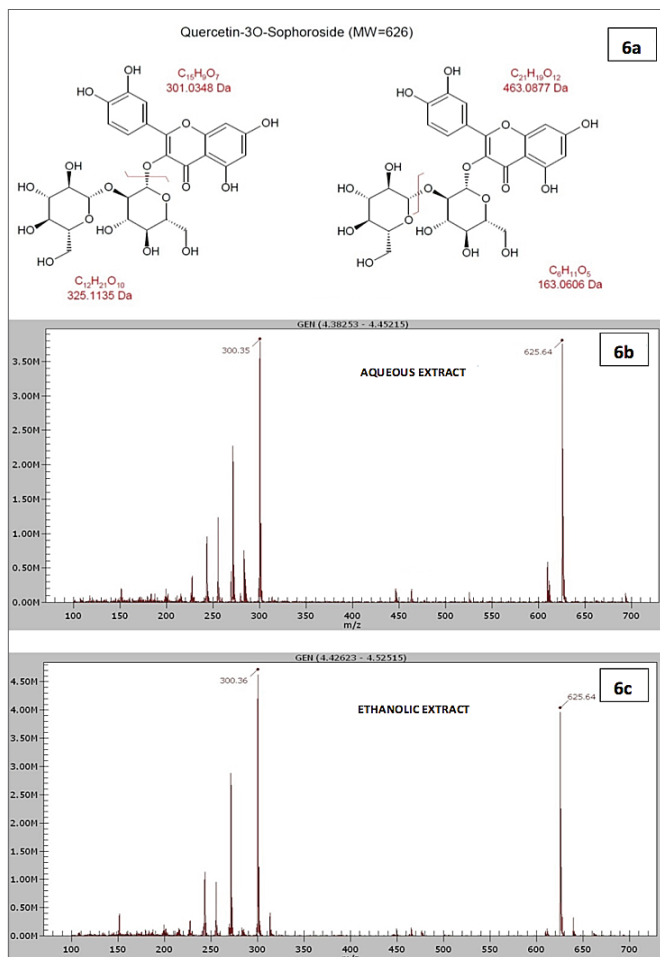 Quercetin-3O-Sophoroside (MW=626)
6a
C15H9O7
301.0348 Da
C21H19O12
463.0877 Da
OH
OH
HO
HO
O
OH
O
OH
O
OH
O
OH
O
OH
O
O
OH
OH
HO
O
O
OH
HO
O
O
HO
O
O
HO
HO
OH
OH
HO
HO
OH
OH
HO
OH
HO
OH
C12H21O10
325.1135 Da
C6H11O5
163.0606 Da
GEN (4.38253 - 4.45215)
6b
300.35
625.64
AQUEOUS EXTRACT
3.50M
3.00M
2.50M
2.00M
1.50M
1.00M
0.50M
0.00M
100 150 200 250 300 350 400 450 500 550 600 650 700
m/z
GEN (4.42623 - 4.52515)
6c
300.36
625.64
ETHANOLIC EXTRACT
4.50M
4.00M
3.50M
3.00M
2.50M
2.00M
1.50M
1.00M
0.50M
0.00M
100 150 200 250 300 350 400 450 500 550 600 650 700
m/z